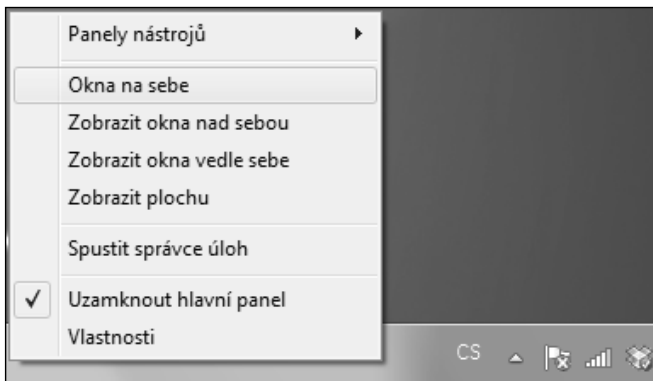 Panely nástrojů
Okna na sebe
Zobrazit okna nad sebou
Zobrazit okna vedle sebe
Zobrazit plochu
Spustit správce úloh
Uzamknout hlavní panel
Vlastnosti
CS